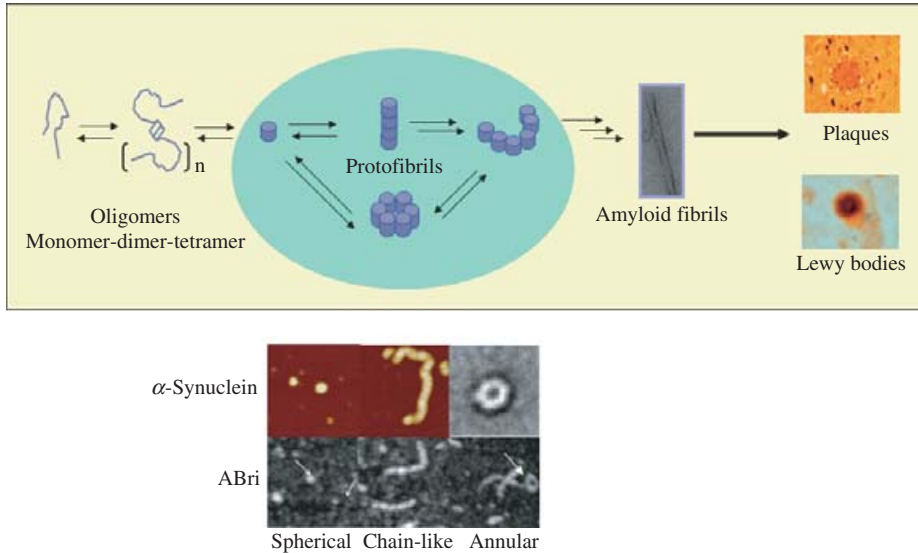 n
Oligomers
Monomer-dimer-tetramer
Protofibrils
Amyloid fibrils
Plaques
Lewy bodies
α-Synuclein
ABri
Spherical Chain-like Annular